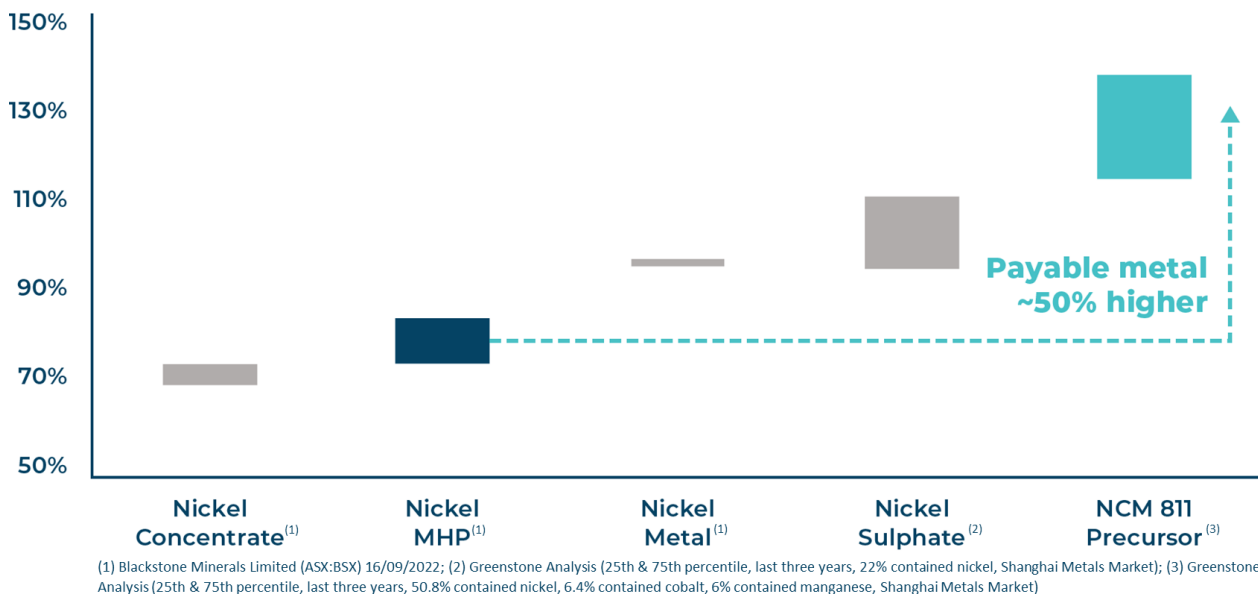 150%
130%
110%
90%
70%
50%
Payable metal
~50% higher
Nickel
Concentrate(1)
Nickel
MHP(1)
Nickel
Metal(1)
Nickel
Sulphate(2)
NCM 811
Precursor(3)
(1) Blackstone Minerals Limited (ASX:BSX) 16/09/2022; (2) Greenstone Analysis (25th & 75th percentile, last three years, 22% contained nickel, Shanghai Metals Market); (3) Greenstone
Analysis (25th & 75th percentile, last three years, 50.8% contained nickel, 6.4% contained cobalt, 6% contained manganese, Shanghai Metals Market)